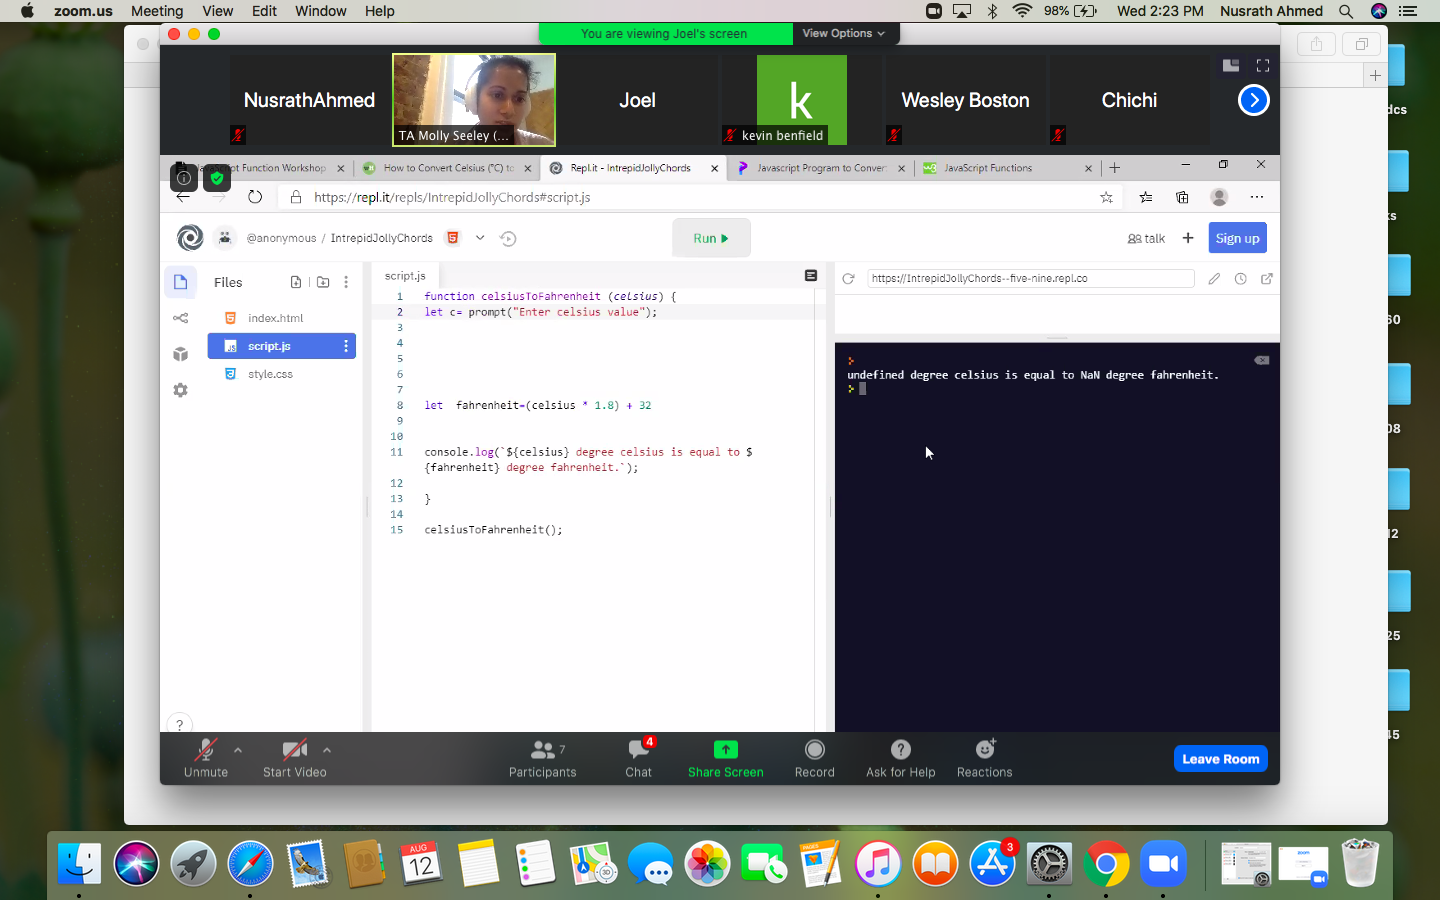 zoom.us Meeting View Edit Window Help 98% Wed 2:23 PM Nusrath Ahmed
You are viewing Joel's screen View Options
NusrathAhmed Joel k Wesley Boston Chichi
TA Molly Seeley (... kevin benfield
Function Workshop How to Convert Celsius (°C) to Repl.it - IntrepidJollyChords Javascript Program to Conver JavaScript Functions
https://repl.it/repls/IntrepidJollyChords#script.js
@anonymous / IntrepidJollyChords Run talk + Sign up
Files script.js https://IntrepidJollyChords--five-nine.repl.co
index.html
script.js
style.css
1 function celsiusToFahrenheit (celsius) {
2 let c= prompt("Enter celsius value");
3
4
5
6
7
8 let fahrenheit=(celsius * 1.8) + 32
9
10
11 console.log(`${celsius} degree celsius is equal to $
{fahrenheit} degree fahrenheit.`);
12
13 }
14
15 celsiusToFahrenheit();
undefined degree celsius is equal to NaN degree fahrenheit.
?
Unmute Start Video Participants 7 Chat 4 Share Screen Record Ask for Help Reactions Leave Room
dcs
ts
60
08
12
25
45
AUG
12
PAGES
3D
3
zoom